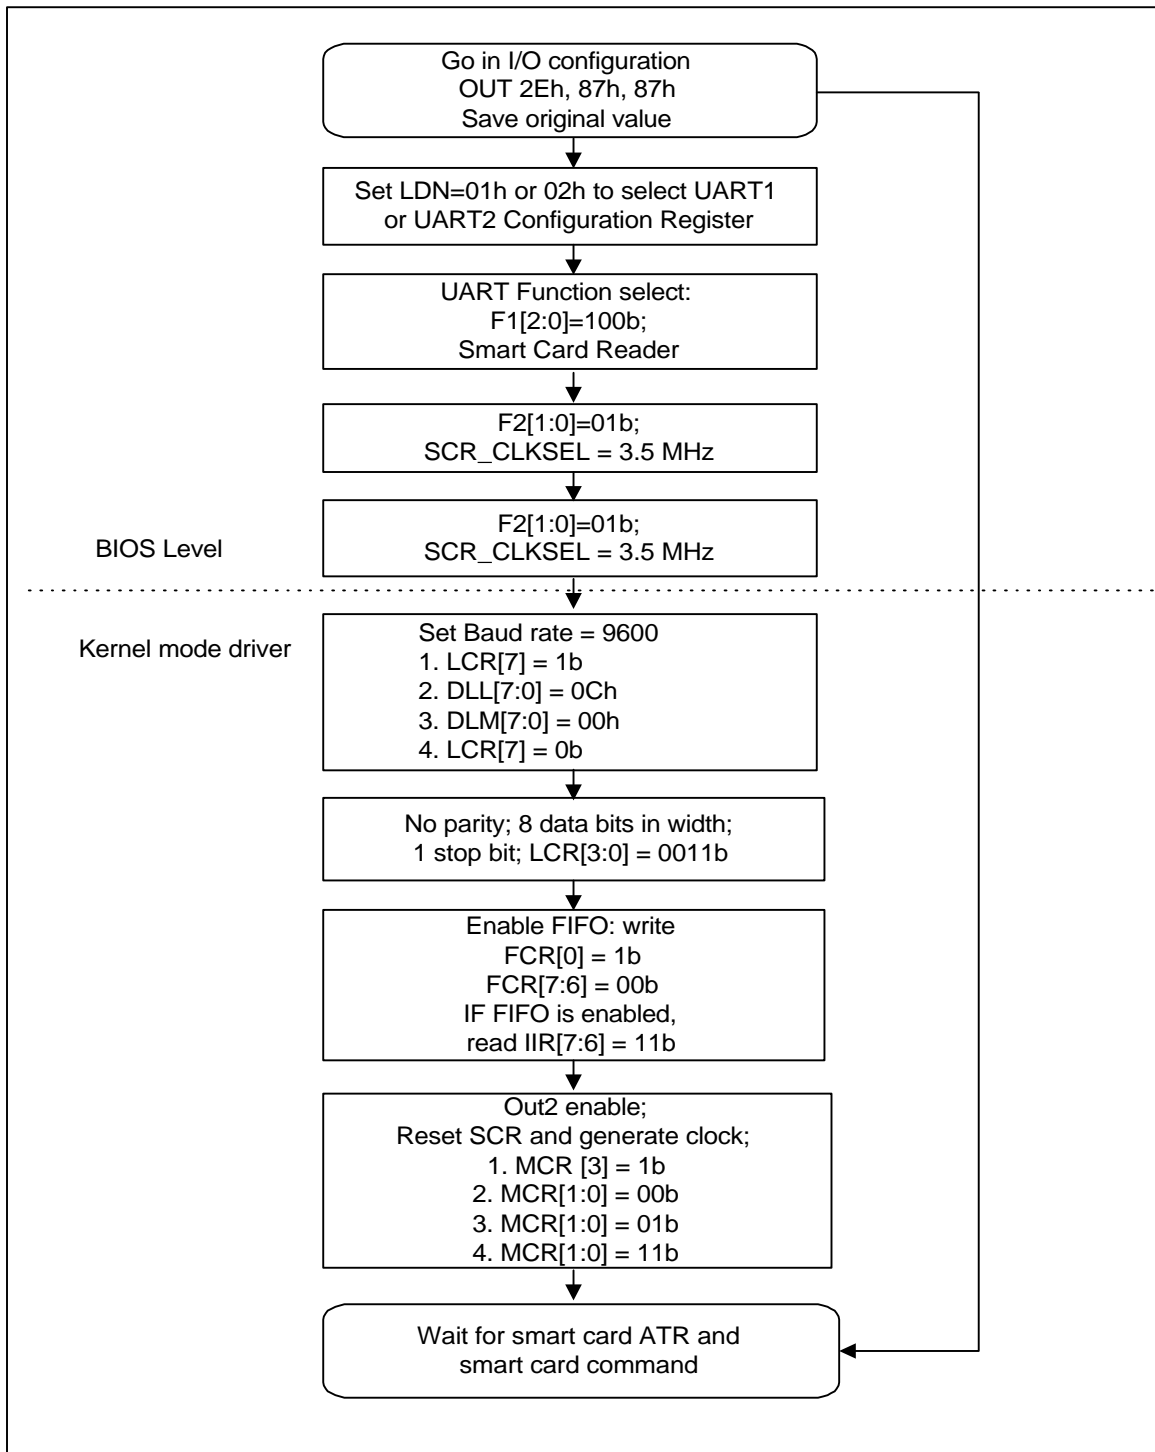 Go in I/O configuration
OUT 2Eh, 87h, 87h
Save original value
Set LDN=01h or 02h to select UART1
or UART2 Configuration Register
UART Function select:
F1[2:0]=100b;
Smart Card Reader
F2[1:0]=01b;
SCR_CLKSEL = 3.5 MHz
F2[1:0]=01b;
SCR_CLKSEL = 3.5 MHz
BIOS Level
Kernel mode driver
Set Baud rate = 9600
1. LCR[7] = 1b
2. DLL[7:0] = 0Ch
3. DLM[7:0] = 00h
4. LCR[7] = 0b
No parity; 8 data bits in width;
1 stop bit; LCR[3:0] = 0011b
Enable FIFO: write
FCR[0] = 1b
FCR[7:6] = 00b
IF FIFO is enabled,
read IIR[7:6] = 11b
Out2 enable;
Reset SCR and generate clock;
1. MCR [3] = 1b
2. MCR[1:0] = 00b
3. MCR[1:0] = 01b
4. MCR[1:0] = 11b
Wait for smart card ATR and
smart card command